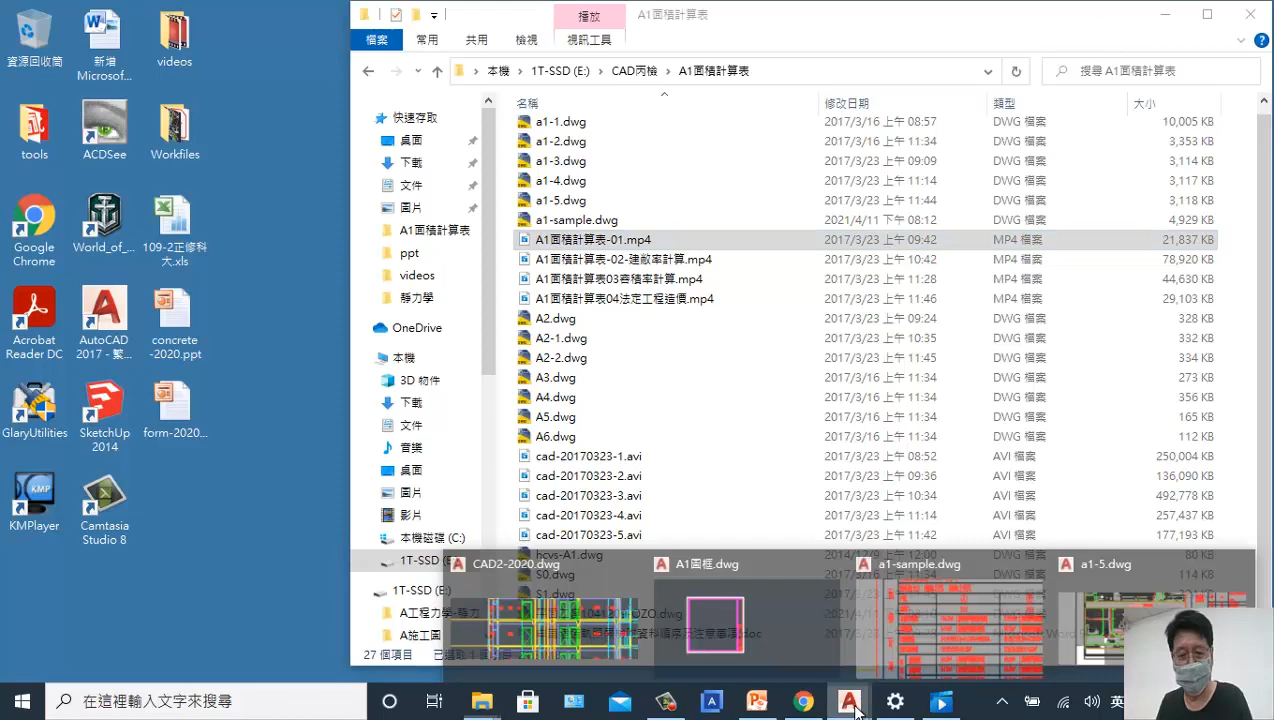 資源回收筒
新增
Microsof...
videos
tools
ACDSee
Workfiles
Google
Chrome
World_of_...
109-2正修科
大.xls
Acrobat
Reader DC
AutoCAD
2017 - 繁...
concrete
-2020.ppt
GlaryUtilities
SketchUp
2014
form-2020...
KMPlayer
Camtasia
Studio 8
播放
A1面積計算表
檔案
常用
共用
檢視
視訊工具
本機 › 1T-SSD (E:) › CAD丙檢 › A1面積計算表
搜尋 A1面積計算表
快速存取
桌面
下載
文件
圖片
A1面積計算表
ppt
videos
靜力學
OneDrive
本機
3D 物件
下載
文件
音樂
桌面
圖片
影片
本機磁碟 (C:)
1T-SSD (E
1T-SSD (E:)
A工程力學-靜力
A施工圖
名稱 修改日期 類型 大小
a1-1.dwg 2017/3/16 上午 08:57 DWG 檔案 10,005 KB
a1-2.dwg 2017/3/16 上午 11:34 DWG 檔案 3,353 KB
a1-3.dwg 2017/3/23 上午 09:09 DWG 檔案 3,114 KB
a1-4.dwg 2017/3/23 上午 11:14 DWG 檔案 3,117 KB
a1-5.dwg 2017/3/23 上午 11:44 DWG 檔案 3,118 KB
a1-sample.dwg 2021/4/11 下午 08:12 DWG 檔案 4,929 KB
A1面積計算表-01.mp4 2017/3/23 上午 09:42 MP4 檔案 21,837 KB
A1面積計算表-02-建蔽率計算.mp4 2017/3/23 上午 10:42 MP4 檔案 78,920 KB
A1面積計算表03容積率計算.mp4 2017/3/23 上午 11:28 MP4 檔案 44,630 KB
A1面積計算表04法定工程造價.mp4 2017/3/23 上午 11:46 MP4 檔案 29,103 KB
A2.dwg 2017/3/23 上午 09:24 DWG 檔案 328 KB
A2-1.dwg 2017/3/23 上午 10:35 DWG 檔案 332 KB
A2-2.dwg 2017/3/23 上午 11:45 DWG 檔案 334 KB
A3.dwg 2017/3/16 上午 11:34 DWG 檔案 273 KB
A4.dwg 2017/3/16 上午 11:34 DWG 檔案 356 KB
A5.dwg 2017/3/16 上午 11:34 DWG 檔案 165 KB
A6.dwg 2017/3/16 上午 11:34 DWG 檔案 112 KB
cad-20170323-1.avi 2017/3/23 上午 08:52 AVI 檔案 250,004 KB
cad-20170323-2.avi 2017/3/23 上午 09:36 AVI 檔案 136,090 KB
cad-20170323-3.avi 2017/3/23 上午 10:34 AVI 檔案 492,778 KB
cad-20170323-4.avi 2017/3/23 上午 11:14 AVI 檔案 257,437 KB
cad-20170323-5.avi 2017/3/23 上午 11:42 AVI 檔案 177,193 KB
hcvs-A1.dwg 2014/12/9 上午 12:00 DWG 檔案 80 KB
S0.dwg
114 KB
S1.dwg
CAD2-2020.dwg
A1圖框.dwg
a1-sample.dwg
a1-5.dwg
27 個項目
在這裡輸入文字來搜尋
英